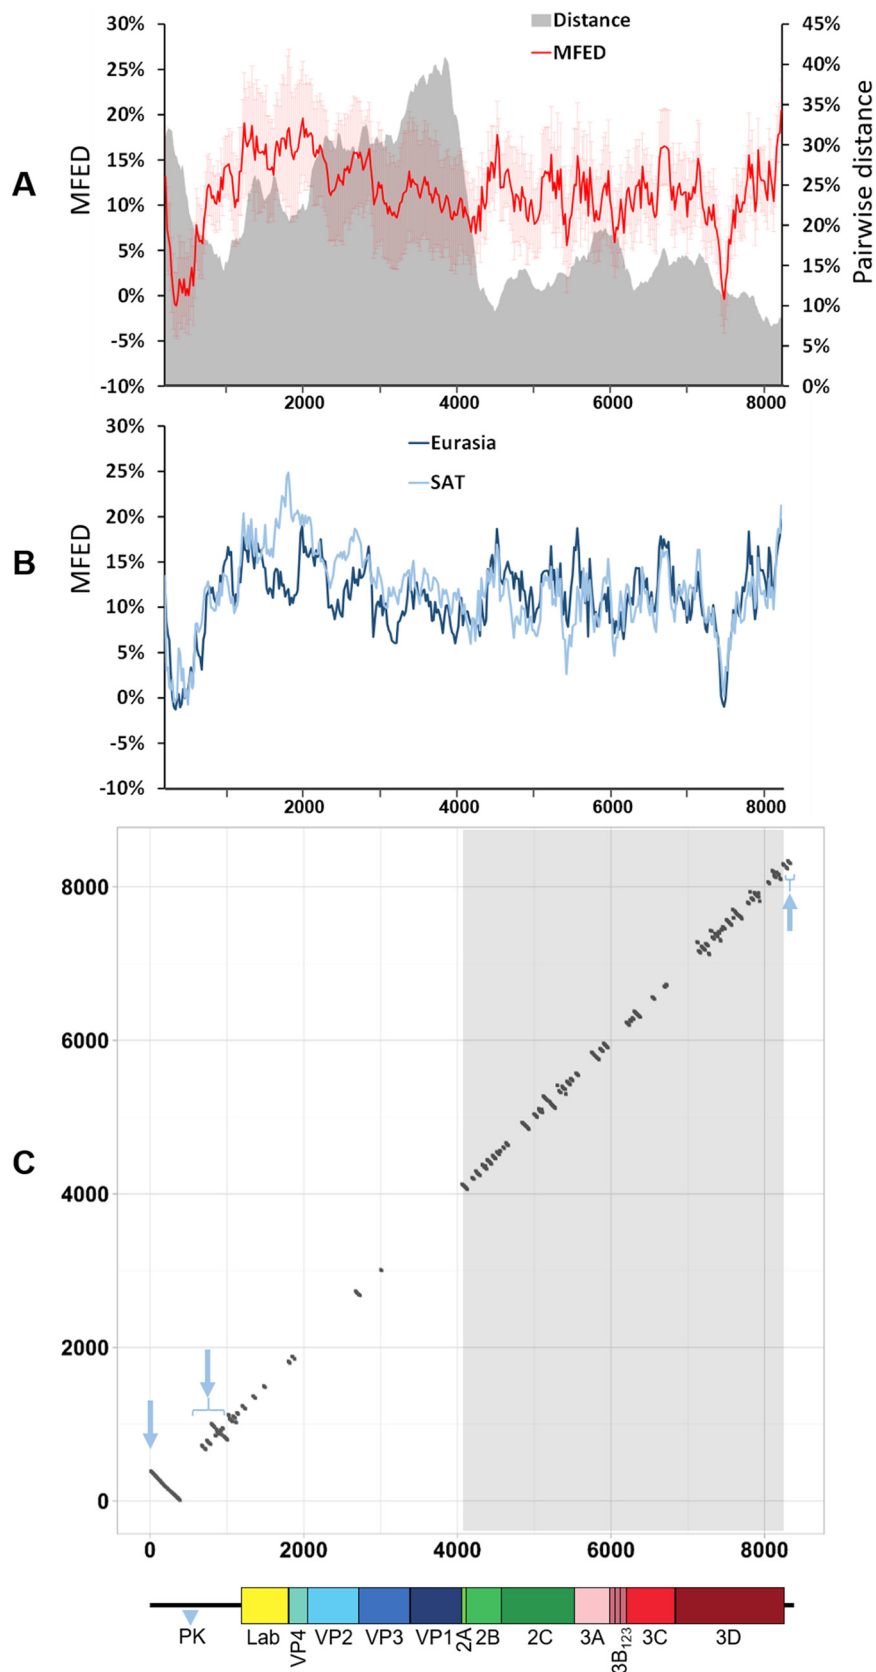 A
30%
25%
20%
15%
10%
5%
0%
-5%
-10%
MFED
Distance
MFED
45%
40%
35%
30%
25%
20%
15%
10%
5%
0%
Pairwise distance
2000
4000
6000
8000
B
30%
25%
20%
15%
10%
5%
0%
-5%
-10%
MFED
Eurasia
SAT
2000
4000
6000
8000
C
8000
6000
4000
2000
0
0
2000
4000
6000
8000
PK
Lab
VP4
VP2
VP3
VP1
2A
2B
2C
3A
3B123
3C
3D